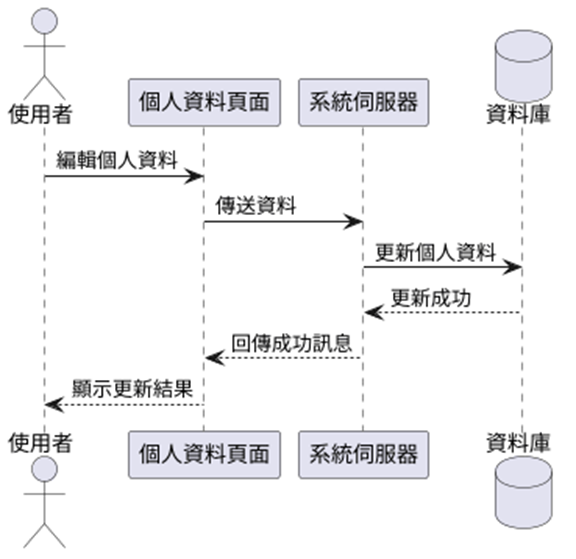 使用者 個人資料頁面 系統伺服器 資料庫
編輯個人資料
傳送資料
更新個人資料
更新成功
回傳成功訊息
顯示更新結果
使用者 個人資料頁面 系統伺服器 資料庫